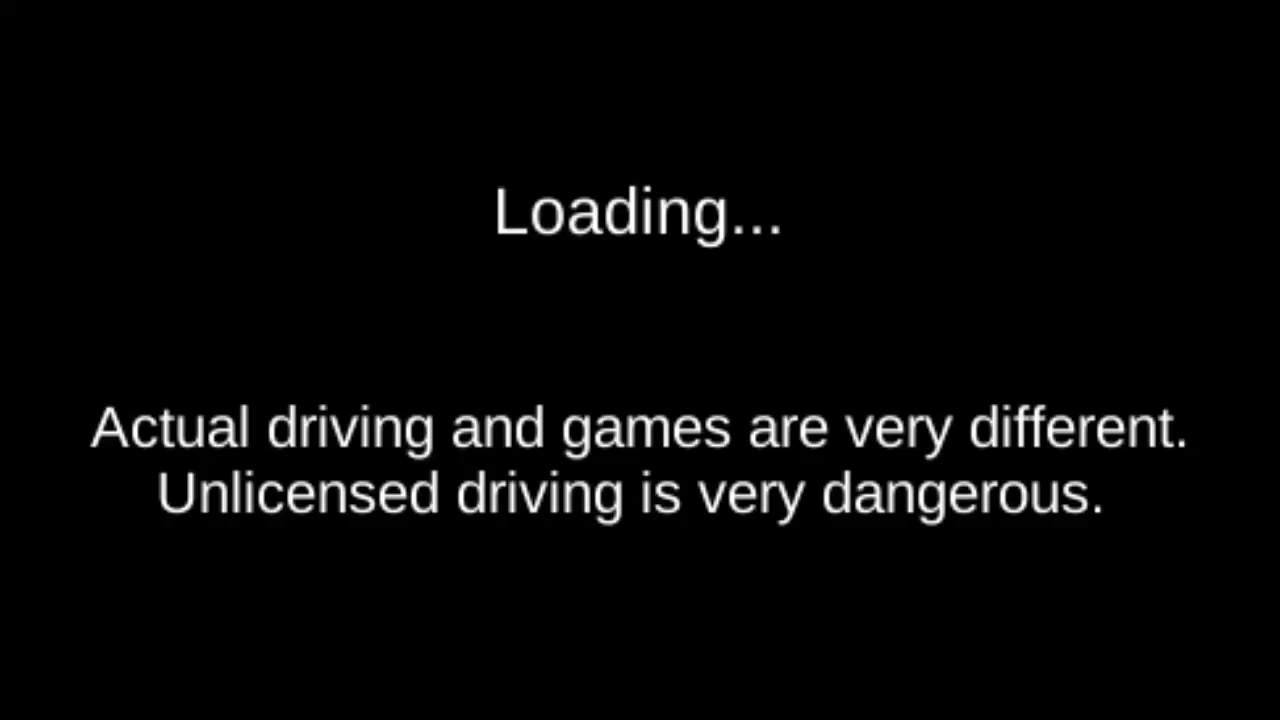 Loading...
Actual driving and games are very different.
Unlicensed driving is very dangerous.